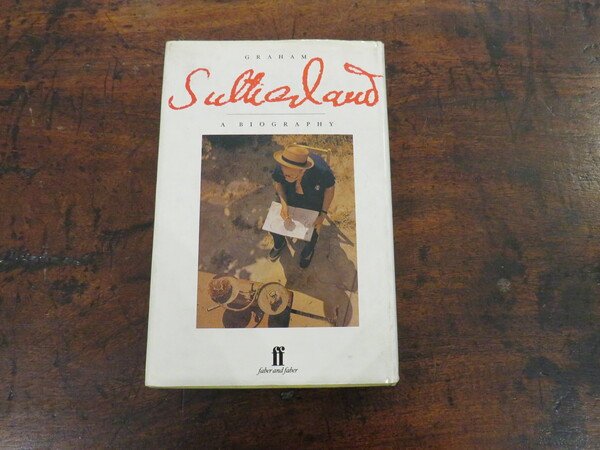 GRAHAM
Sutherland
A BIOGRAPHY
ff
faber and faber